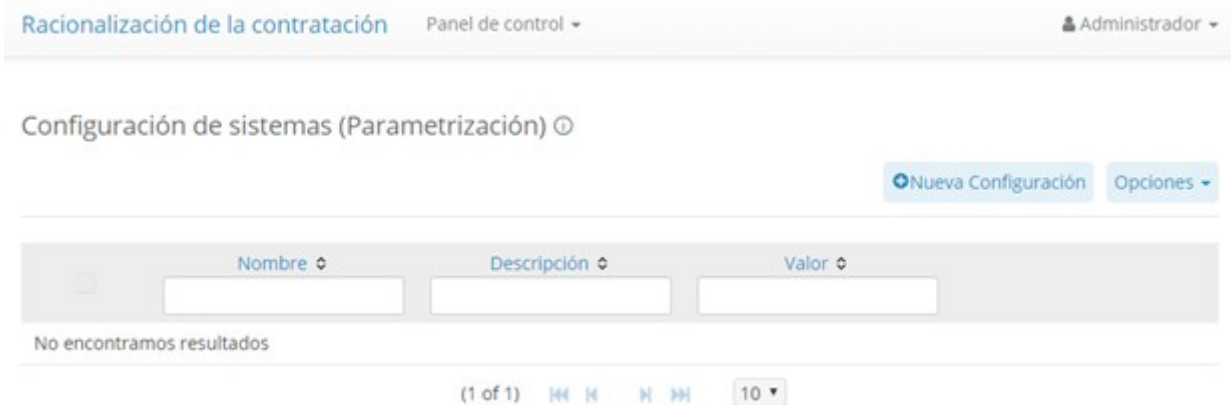 Racionalización de la contratación Panel de control Administrador
Configuración de sistemas (Parametrización)
Nueva Configuración Opciones
Nombre Descripción Valor
No encontramos resultados
(1 of 1) 10